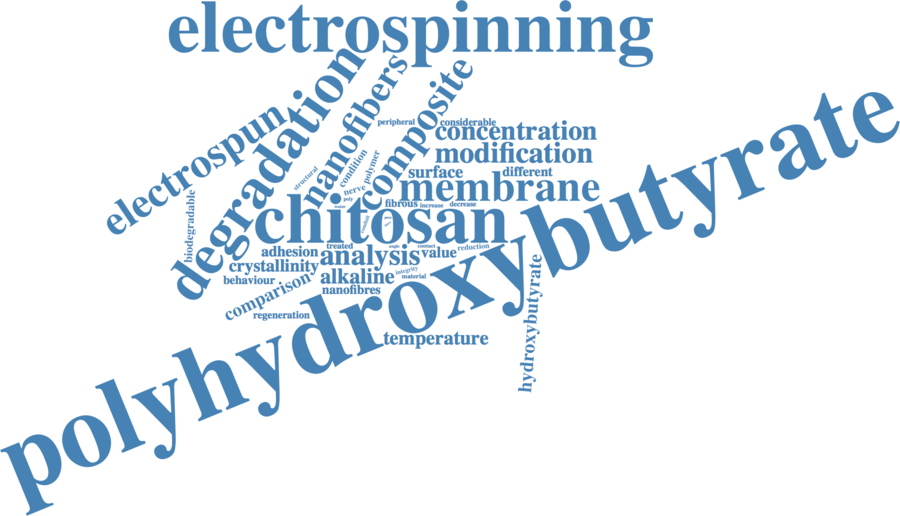 electrospinning
electrospun
degradation
nanofibers
composite
peripheral
considerable
concentration
modification
structural
condition
nerve
polymer
surface
different
membrane
biodegradable
poly
water
fibrous
increase
decrease
chitosan
polyhydroxybutyrate
adhesion
treated
analysis
angle
contact
value
reduction
crystallinity
behaviour
alkaline
integrity
material
comparison
nanofibres
regeneration
temperature
hydroxybutyrate